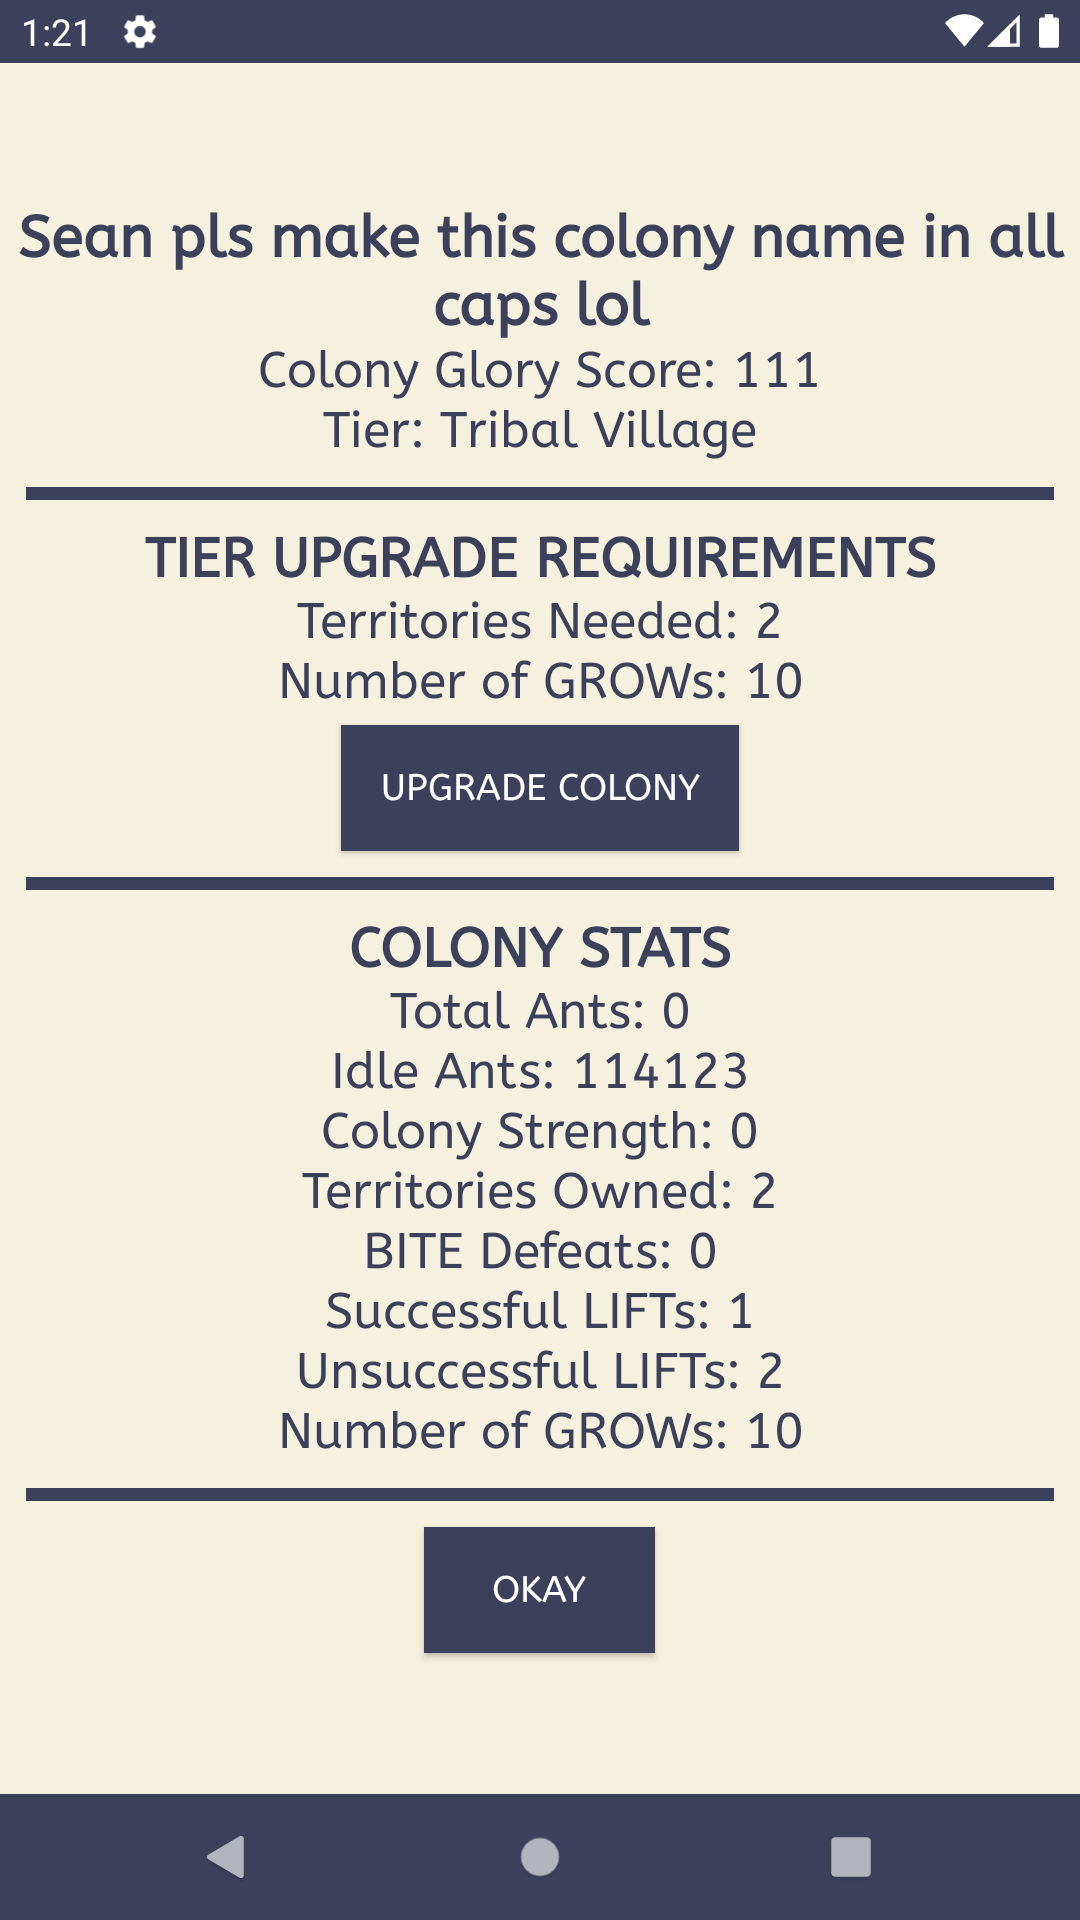 1:21
Sean pls make this colony name in all
caps lol
Colony Glory Score: 111
Tier: Tribal Village
TIER UPGRADE REQUIREMENTS
Territories Needed: 2
Number of GROWs: 10
UPGRADE COLONY
COLONY STATS
Total Ants: 0
Idle Ants: 114123
Colony Strength: 0
Territories Owned: 2
BITE Defeats: 0
Successful LIFTs: 1
Unsuccessful LIFTs: 2
Number of GROWs: 10
OKAY